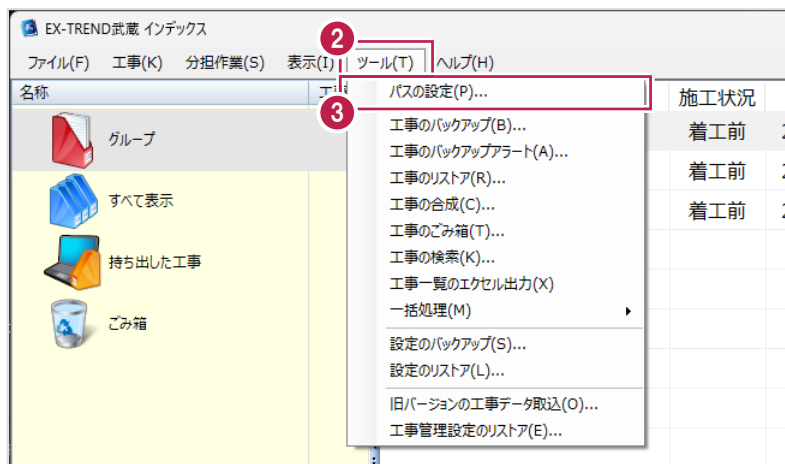 EX-TREND武蔵 インデックス
2
ファイル(F) 工事(K) 分担作業(S) 表示(I) ツール(T) ヘルプ(H)
名称
3
パスの設定(P)...
施工状況
グループ
工事のバックアップ(B)...
着工前
工事のバックアップアラート(A)...
着工前
工事のリストア(R)...
すべて表示
工事の合成(C)...
着工前
工事のごみ箱(T)...
持ち出した工事
工事の検索(K)...
工事一覧のエクセル出力(X)
ごみ箱
一括処理(M)
設定のバックアップ(S)...
設定のリストア(L)...
旧バージョンの工事データ取込(O)...
工事管理設定のリストア(E)...